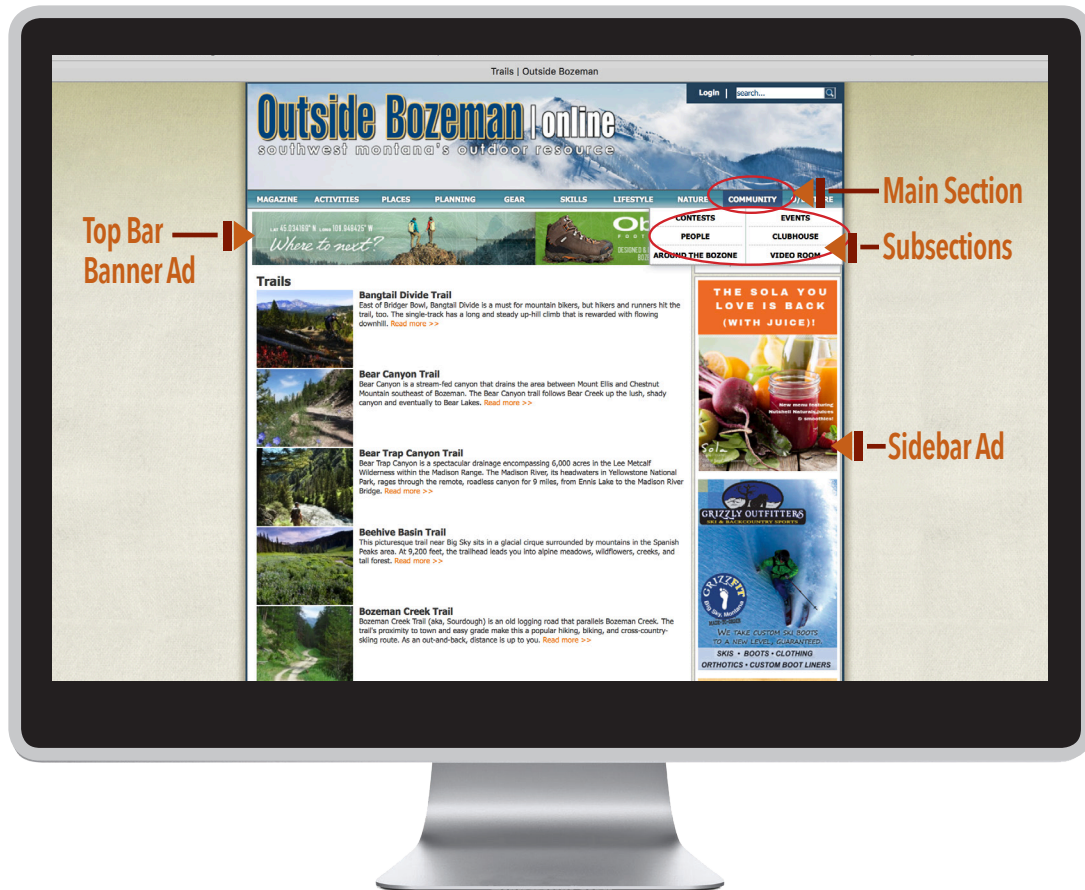 Trails | Outside Bozeman
Login | search...
Outside Bozeman | online
southwest montana's outdoor resource
MAGAZINE ACTIVITIES PLACES PLANNING GEAR SKILLS LIFESTYLE NATURE COMMUNITY
Main Section
CONTESTS EVENTS
PEOPLE CLUBHOUSE
AROUND THE BOZONE VIDEO ROOM
Subsections
Top Bar
Banner Ad
Where to next?
Trails
Bangtail Divide Trail
East of Bridger Bowl, Bangtail Divide is a must for mountain bikers, but hikers and runners hit the
trail, too. The single-track has a long and steady up-hill climb that is rewarded with flowing
downhill. Read more >>
Bear Canyon Trail
Bear Canyon is a stream-fed canyon that drains the area between Mount Ellis and Chestnut
Mountain southeast of Bozeman. The Bear Canyon trail follows Bear Creek up the lush, shady
canyon and eventually to Bear Lakes. Read more >>
Bear Trap Canyon Trail
Bear Trap Canyon is a spectacular drainage encompassing 6,000 acres in the Lee Metcalf
Wilderness within the Madison Range. The Madison River, its headwaters in Yellowstone National
Park, rages through the remote, roadless canyon for 9 miles, from Ennis Lake to the Madison River
Bridge. Read more >>
Beehive Basin Trail
This picturesque trail near Big Sky sits in a glacial cirque surrounded by mountains in the Spanish
Peaks area. At 9,200 feet, the trailhead leads you into alpine meadows, wildflowers, creeks, and
tall forest. Read more >>
Bozeman Creek Trail
Bozeman Creek Trail (aka, Sourdough) is an old logging road that parallels Bozeman Creek. The
trail's proximity to town and easy grade make this a popular hiking, biking, and cross-country-
skiing route. As an out-and-back, distance is up to you. Read more >>
THE SOLA YOU
LOVE IS BACK
(WITH JUICE)!
New menu featuring
Nutshell Naturals juices
& smoothies!
Sola
Sidebar Ad
GRIZZLY OUTFITTERS
SKI & BACKCOUNTRY SPORTS
GRIZZFIT
Big Sky, Montana
WE TAKE CUSTOM SKI BOOTS
TO A NEW LEVEL, GUARANTEED.
SKIS • BOOTS • CLOTHING
ORTHOTICS • CUSTOM BOOT LINERS